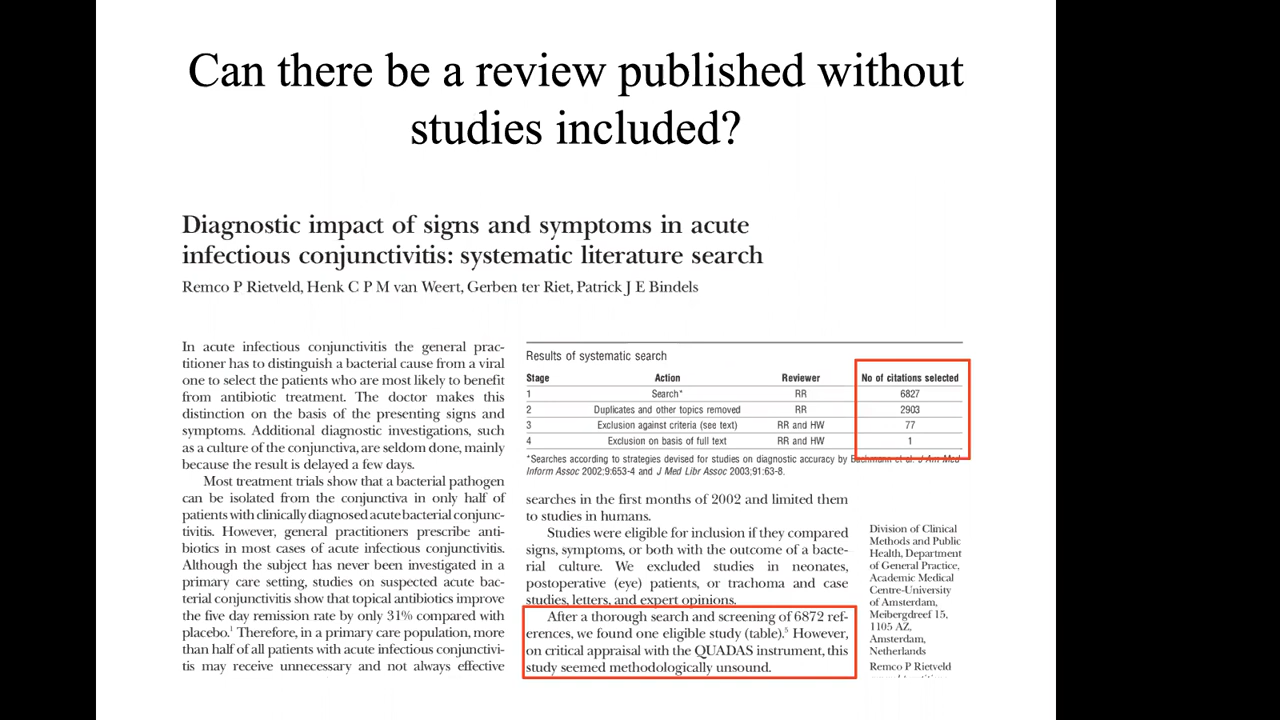 Can there be a review published without
studies included?
Diagnostic impact of signs and symptoms in acute
infectious conjunctivitis: systematic literature search
Remco P Rietveld, Henk C P M van Weert, Gerben ter Riet, Patrick J E Bindels
In acute infectious conjunctivitis the general prac-
titioner has to distinguish a bacterial cause from a viral
one to select the patients who are most likely to benefit
from antibiotic treatment. The doctor makes this
distinction on the basis of the presenting signs and
symptoms. Additional diagnostic investigations, such
as a culture of the conjunctiva, are seldom done, mainly
because the result is delayed a few days.
Most treatment trials show that a bacterial pathogen
can be isolated from the conjunctiva in only half of
patients with clinically diagnosed acute bacterial conjunc-
tivitis. However, general practitioners prescribe anti-
biotics in most cases of acute infectious conjunctivitis.
Although the subject has never been investigated in a
primary care setting, studies on suspected acute bac-
terial conjunctivitis show that topical antibiotics improve
the five day remission rate by only 31% compared with
placebo.¹ Therefore, in a primary care population, more
than half of all patients with acute infectious conjunctivi-
tis may receive unnecessary and not always effective
Results of systematic search
Stage Action Reviewer No of citations selected
1 Search* RR 6827
2 Duplicates and other topics removed RR 2903
3 Exclusion against criteria (see text) RR and HW 77
4 Exclusion on basis of full text RR and HW 1
*Searches according to strategies devised for studies on diagnostic accuracy by Bachmann et al. J Am Med
Inform Assoc 2002;9:653-4 and J Med Libr Assoc 2003;91:63-8.
searches in the first months of 2002 and limited them
to studies in humans.
Studies were eligible for inclusion if they compared
signs, symptoms, or both with the outcome of a bacte-
rial culture. We excluded studies in neonates,
postoperative (eye) patients, or trachoma and case
studies, letters, and expert opinions.
After a thorough search and screening of 6872 ref-
erences, we found one eligible study (table).⁵ However,
on critical appraisal with the QUADAS instrument, this
study seemed methodologically unsound.
Division of Clinical
Methods and Public
Health, Department
of General Practice,
Academic Medical
Centre-University
of Amsterdam,
Meibergdreef 15,
1105 AZ,
Amsterdam,
Netherlands
Remco P Rietveld